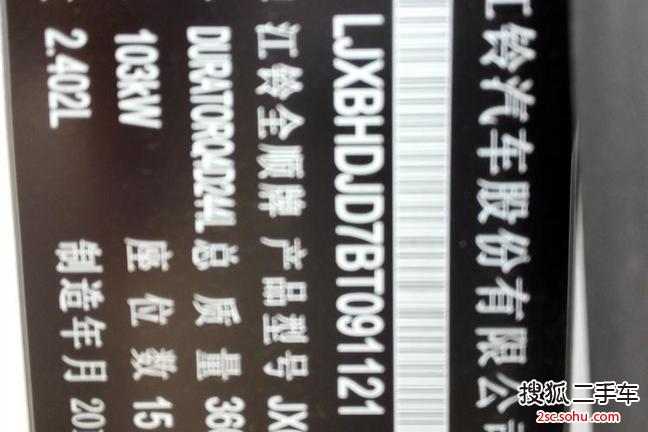 江铃汽车股份有限公司
LJXBHDJD7BT091121
江铃全顺牌 产品型号 JX
DURATORQ4D244L 总质量 36
103kW 座位数 15
2.402L 制造年月 20
搜狐二手车
2sc.sohu.com